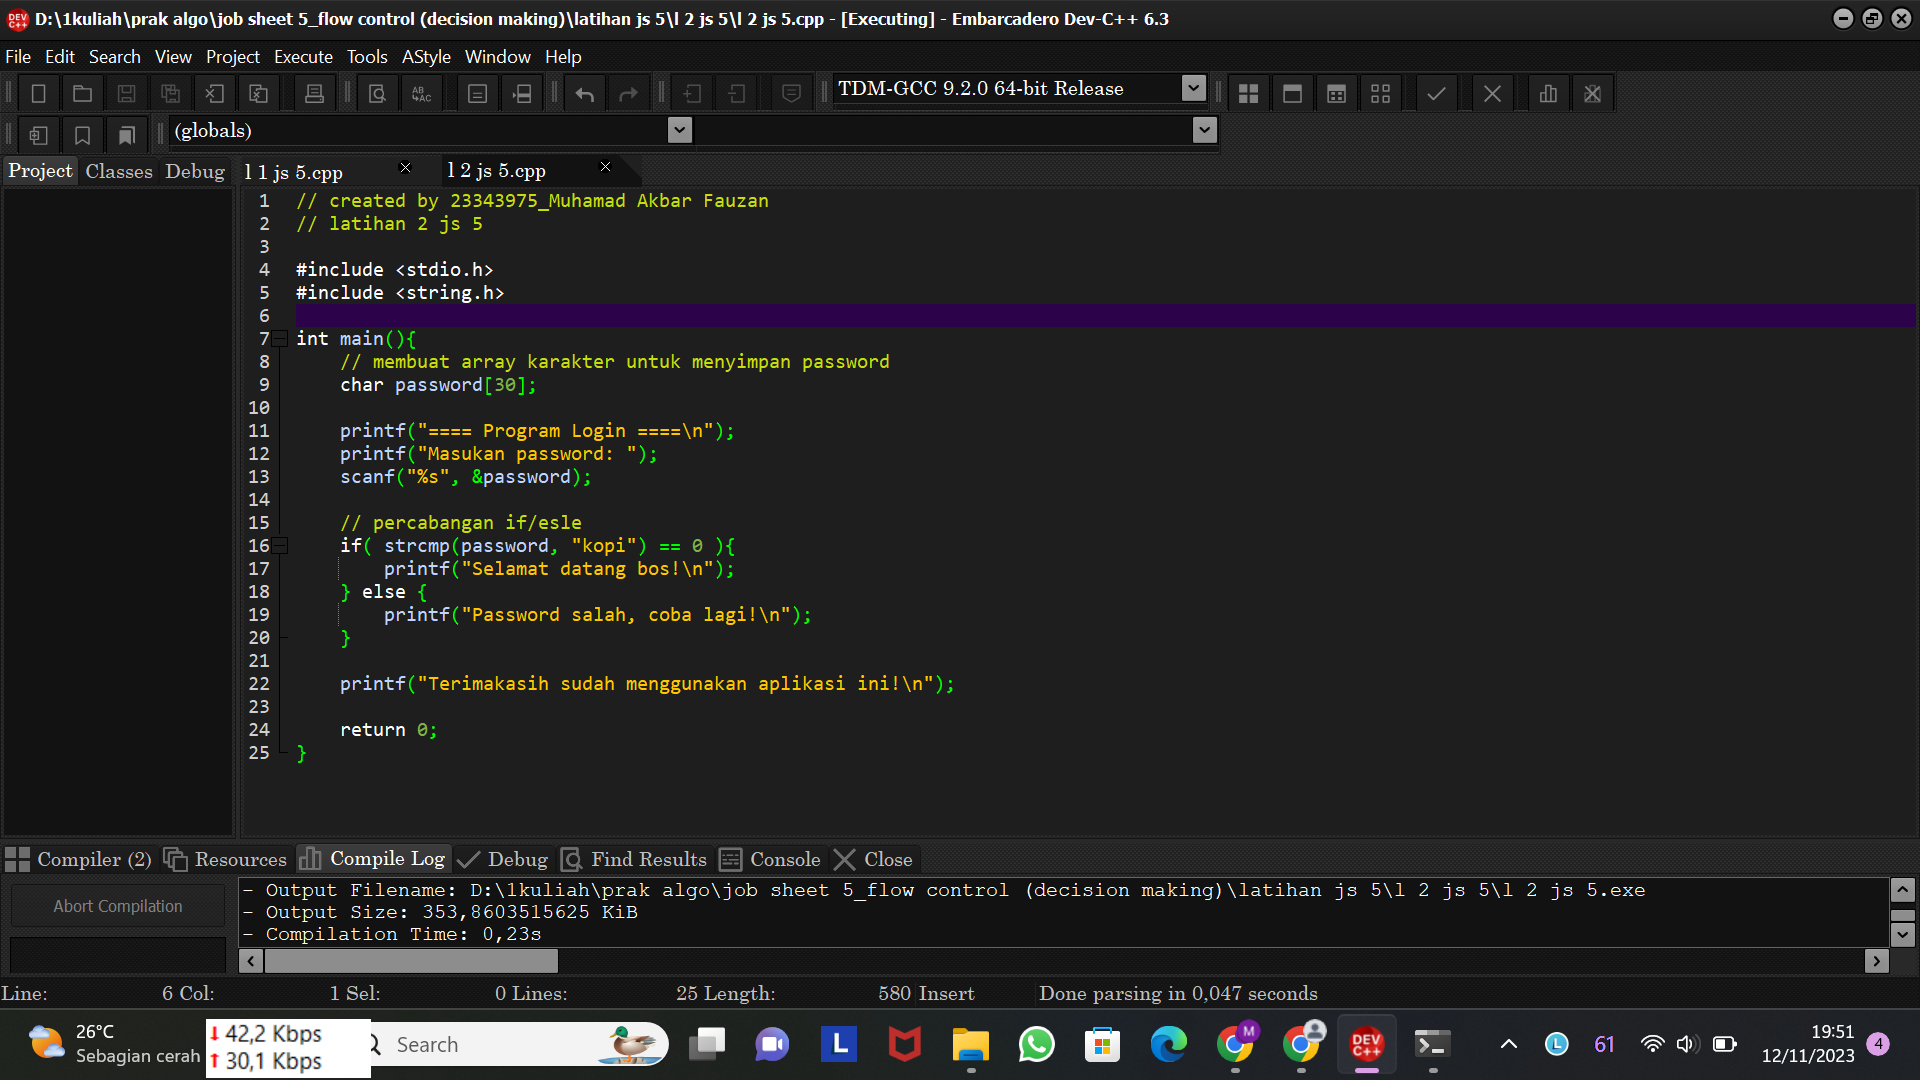 D:\1kuliah\prak algo\job sheet 5_flow control (decision making)\latihan js 5\l 2 js 5\l 2 js 5.cpp - [Executing] - Embarcadero Dev-C++ 6.3
File Edit Search View Project Execute Tools AStyle Window Help
TDM-GCC 9.2.0 64-bit Release
(globals)
Project Classes Debug l 1 js 5.cpp l 2 js 5.cpp
1 // created by 23343975_Muhamad Akbar Fauzan
2 // latihan 2 js 5
3
4 #include <stdio.h>
5 #include <string.h>
6
7 int main(){
8 // membuat array karakter untuk menyimpan password
9 char password[30];
10
11 printf("==== Program Login ====\n");
12 printf("Masukan password: ");
13 scanf("%s", &password);
14
15 // percabangan if/esle
16 if( strcmp(password, "kopi") == 0 ){
17 printf("Selamat datang bos!\n");
18 } else {
19 printf("Password salah, coba lagi!\n");
20 }
21
22 printf("Terimakasih sudah menggunakan aplikasi ini!\n");
23
24 return 0;
25 }
Compiler (2) Resources Compile Log Debug Find Results Console Close
Abort Compilation
- Output Filename: D:\1kuliah\prak algo\job sheet 5_flow control (decision making)\latihan js 5\l 2 js 5\l 2 js 5.exe
- Output Size: 353,8603515625 KiB
- Compilation Time: 0,23s
Line: 6 Col: 1 Sel: 0 Lines: 25 Length: 580 Insert Done parsing in 0,047 seconds
26°C
Sebagian cerah
42,2 Kbps
30,1 Kbps
Search
L
M
DEV C++
L
61
19:51
12/11/2023
4